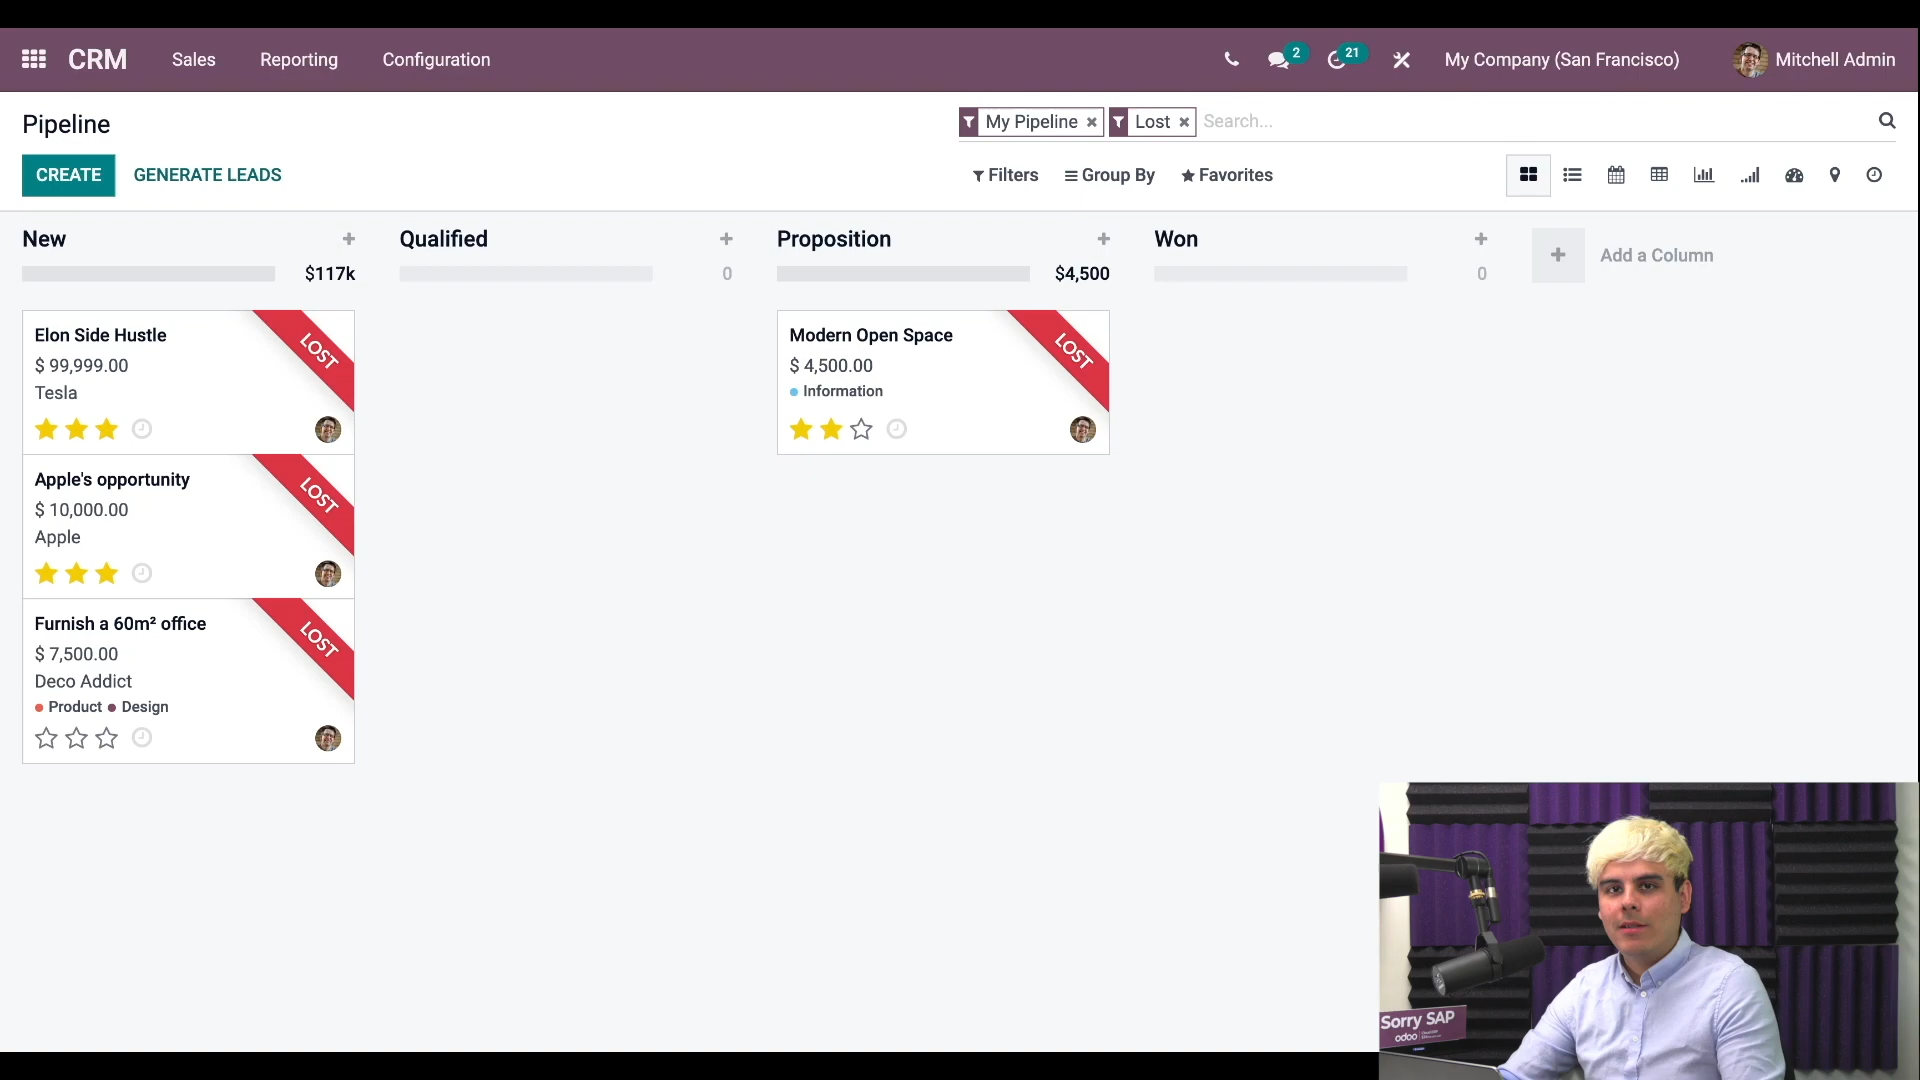 CRM Sales Reporting Configuration 2 21 My Company (San Francisco) Mitchell Admin
Pipeline
My Pipeline × Lost × Search...
CREATE GENERATE LEADS
Filters Group By Favorites
New +
$117k
Qualified +
0
Proposition +
$4,500
Won +
0
+ Add a Column
Elon Side Hustle
$ 99,999.00
Tesla
LOST
Apple's opportunity
$ 10,000.00
Apple
LOST
Furnish a 60m² office
$ 7,500.00
Deco Addict
Product Design
LOST
Modern Open Space
$ 4,500.00
Information
LOST
Sorry SAP
odoo